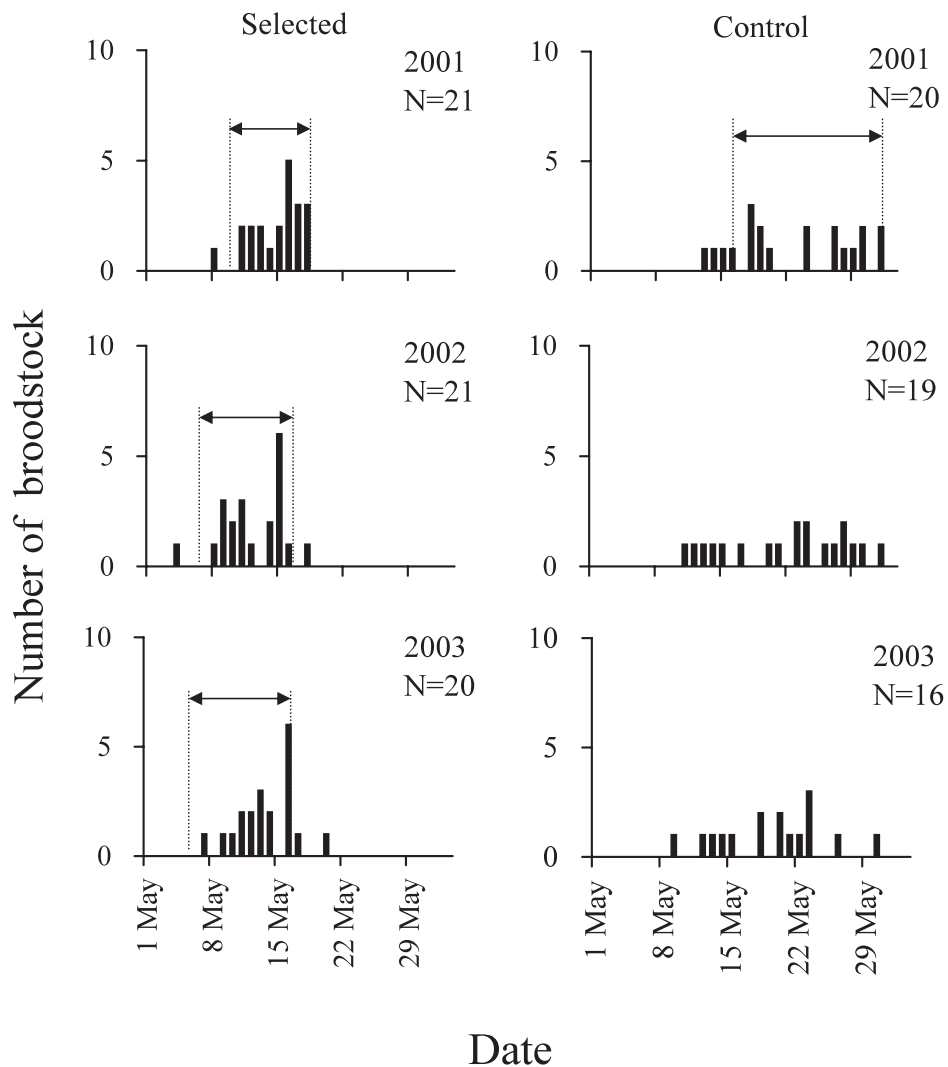 Selected
Control
10
5
0
2001
N=21
10
5
0
2001
N=20
10
5
0
2002
N=21
10
5
0
2002
N=19
10
5
0
2003
N=20
10
5
0
2003
N=16
Number of broodstock
1 May
8 May
15 May
22 May
29 May
1 May
8 May
15 May
22 May
29 May
Date